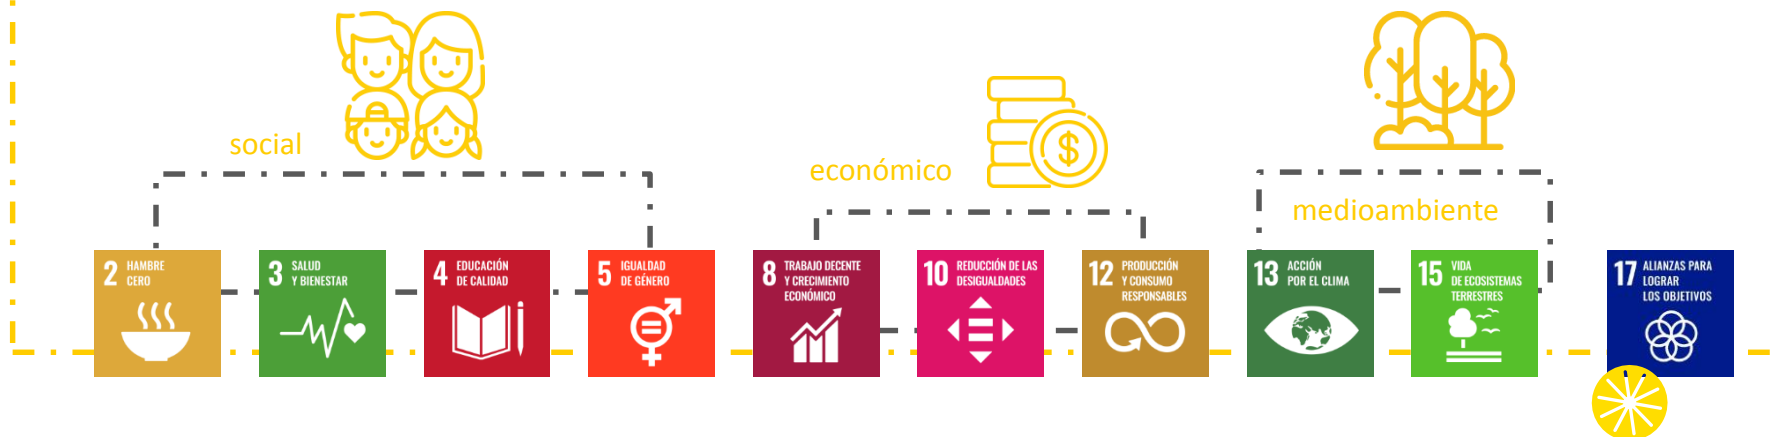 social
económico
medioambiente
2 HAMBRE
CERO
3 SALUD
Y BIENESTAR
4 EDUCACIÓN
DE CALIDAD
5 IGUALDAD
DE GÉNERO
8 TRABAJO DECENTE
Y CRECIMIENTO
ECONÓMICO
10 REDUCCIÓN DE LAS
DESIGUALDADES
12 PRODUCCIÓN
Y CONSUMO
RESPONSABLES
13 ACCIÓN
POR EL CLIMA
15 VIDA
DE ECOSISTEMAS
TERRESTRES
17 ALIANZAS PARA
LOGRAR
LOS OBJETIVOS
$